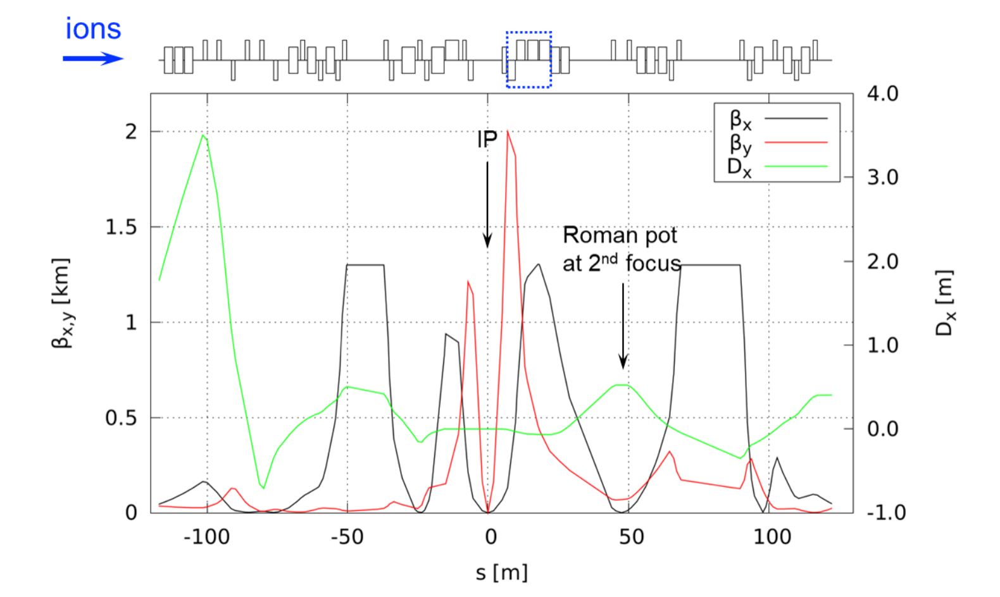 ions
IP
βx
βy
Dx
Roman pot
at 2nd focus
βx,y [km]
2
1.5
1
0.5
0
4.0
3.0
2.0
1.0
0.0
-1.0
Dx [m]
-100
-50
0
50
100
s [m]